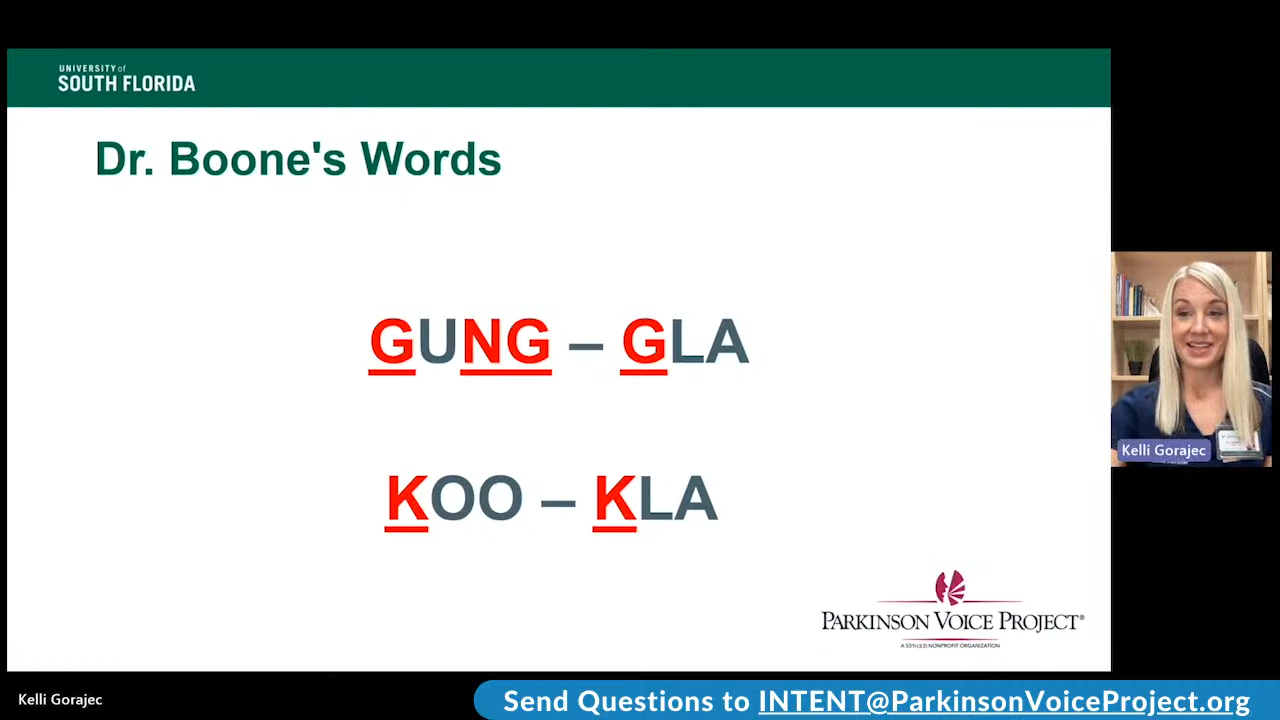 UNIVERSITY of
SOUTH FLORIDA
Dr. Boone's Words
GUNG – GLA
KOO – KLA
Kelli Gorajec
PARKINSON VOICE PROJECT®
A 501(c)(3) NONPROFIT ORGANIZATION
Kelli Gorajec
Send Questions to INTENT@ParkinsonVoiceProject.org